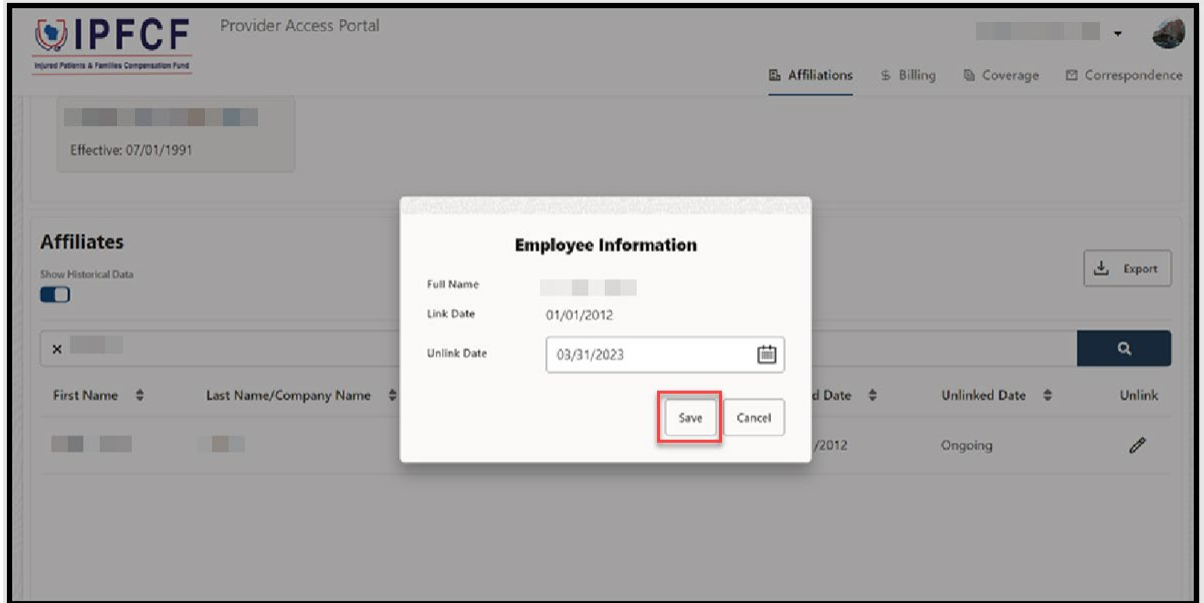 IPFCF
Injured Patients & Families Compensation Fund
Provider Access Portal
Affiliations
$ Billing
Coverage
Correspondence
Effective: 07/01/1991
Affiliates
Show Historical Data
Export
Employee Information
Full Name
Link Date 01/01/2012
Unlink Date 03/31/2023
Save Cancel
First Name Last Name/Company Name d Date Unlinked Date Unlink
/2012 Ongoing